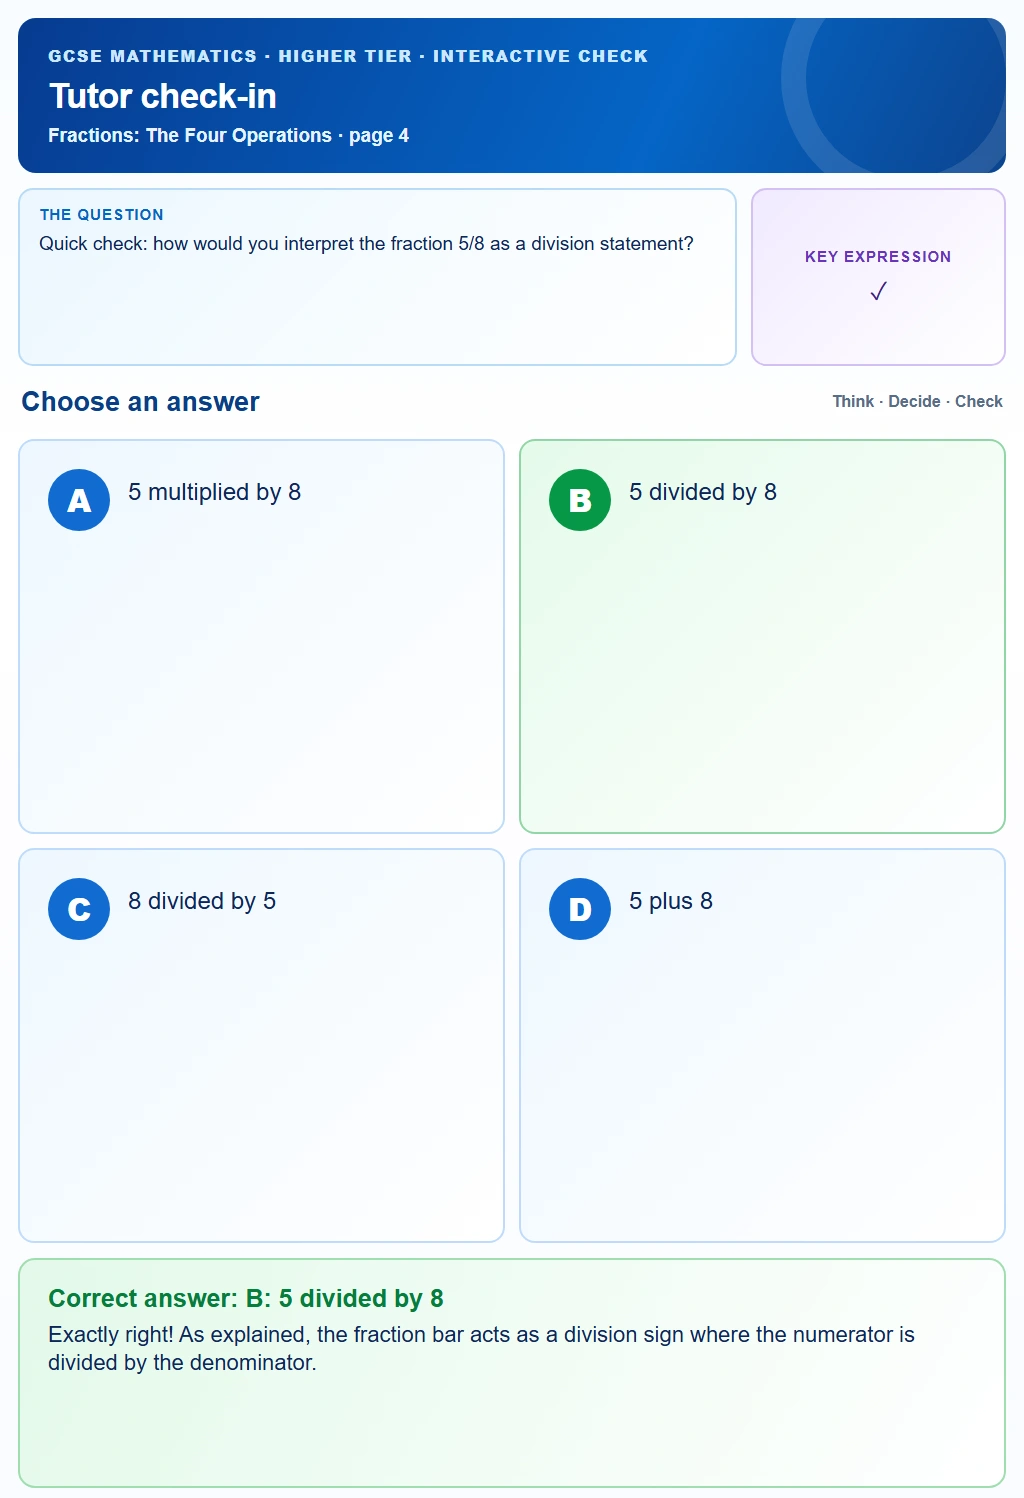 GCSE MATHEMATICS · HIGHER TIER · INTERACTIVE CHECK
Tutor check-in
Fractions: The Four Operations · page 4
THE QUESTION
Quick check: how would you interpret the fraction 5/8 as a division statement?
KEY EXPRESSION
✓
Choose an answer
Think · Decide · Check
A
5 multiplied by 8
B
5 divided by 8
C
8 divided by 5
D
5 plus 8
Correct answer: B: 5 divided by 8
Exactly right! As explained, the fraction bar acts as a division sign where the numerator is
divided by the denominator.